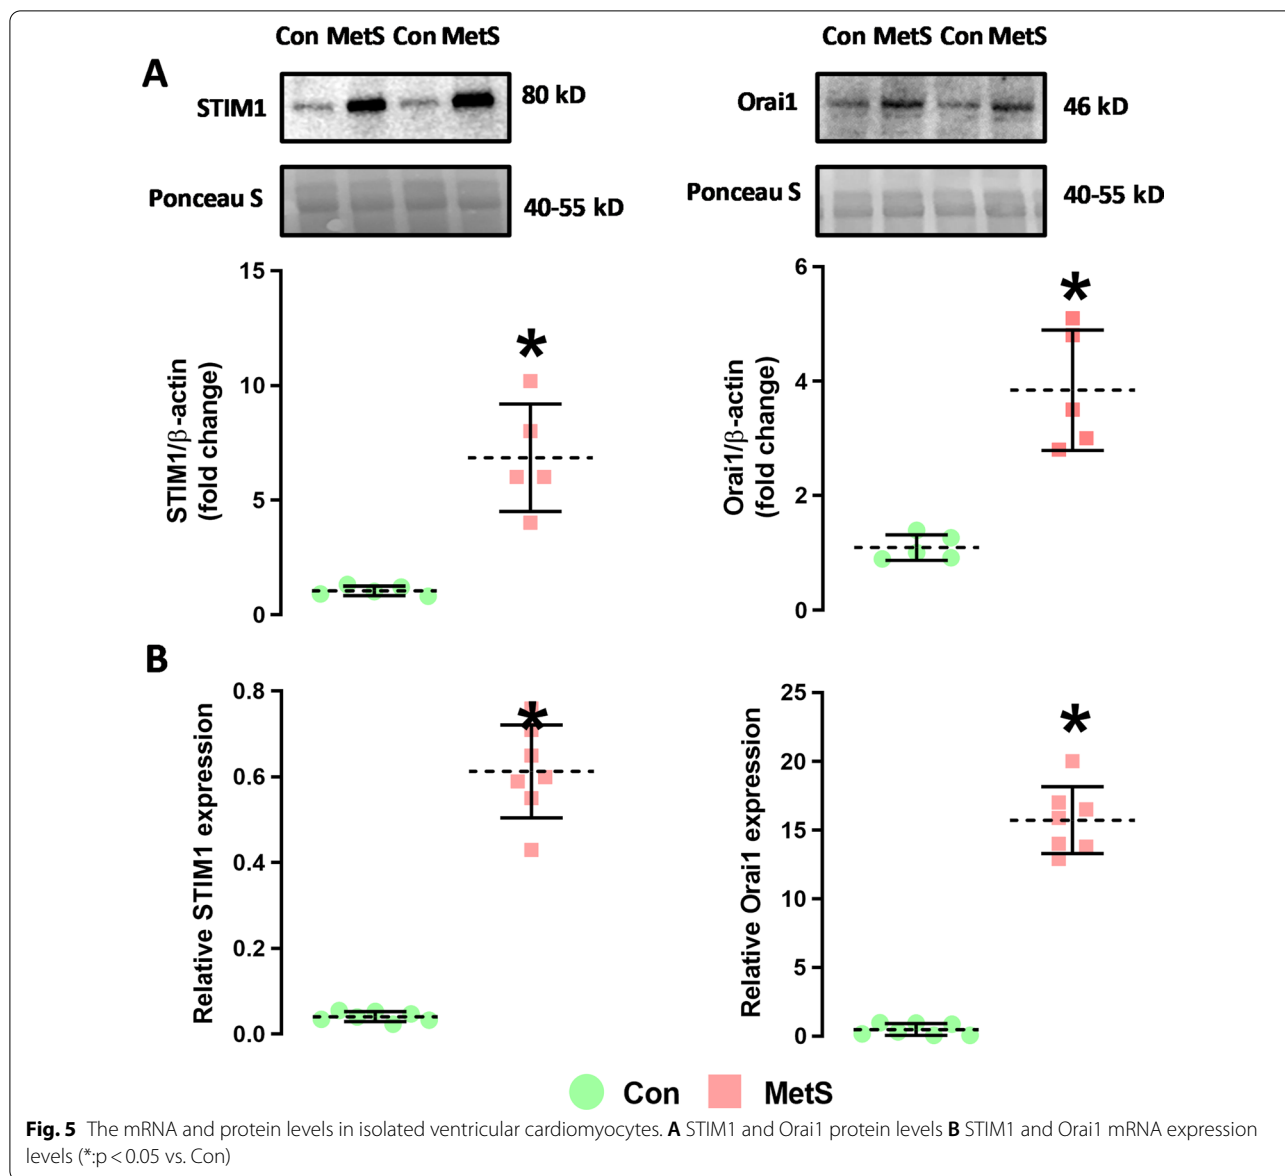 Con MetS Con MetS
Con MetS Con MetS
A
STIM1
80 kD
Orai1
46 kD
Ponceau S
40-55 kD
Ponceau S
40-55 kD
STIM1/β-actin
(fold change)
15
10
5
0
*
Orai1/β-actin
(fold change)
6
4
2
0
*
B
Relative STIM1 expression
0.8
0.6
0.4
0.2
0.0
*
Relative Orai1 expression
25
20
15
10
5
0
*
Con MetS
Fig. 5 The mRNA and protein levels in isolated ventricular cardiomyocytes. A STIM1 and Orai1 protein levels B STIM1 and Orai1 mRNA expression
levels (*:p < 0.05 vs. Con)